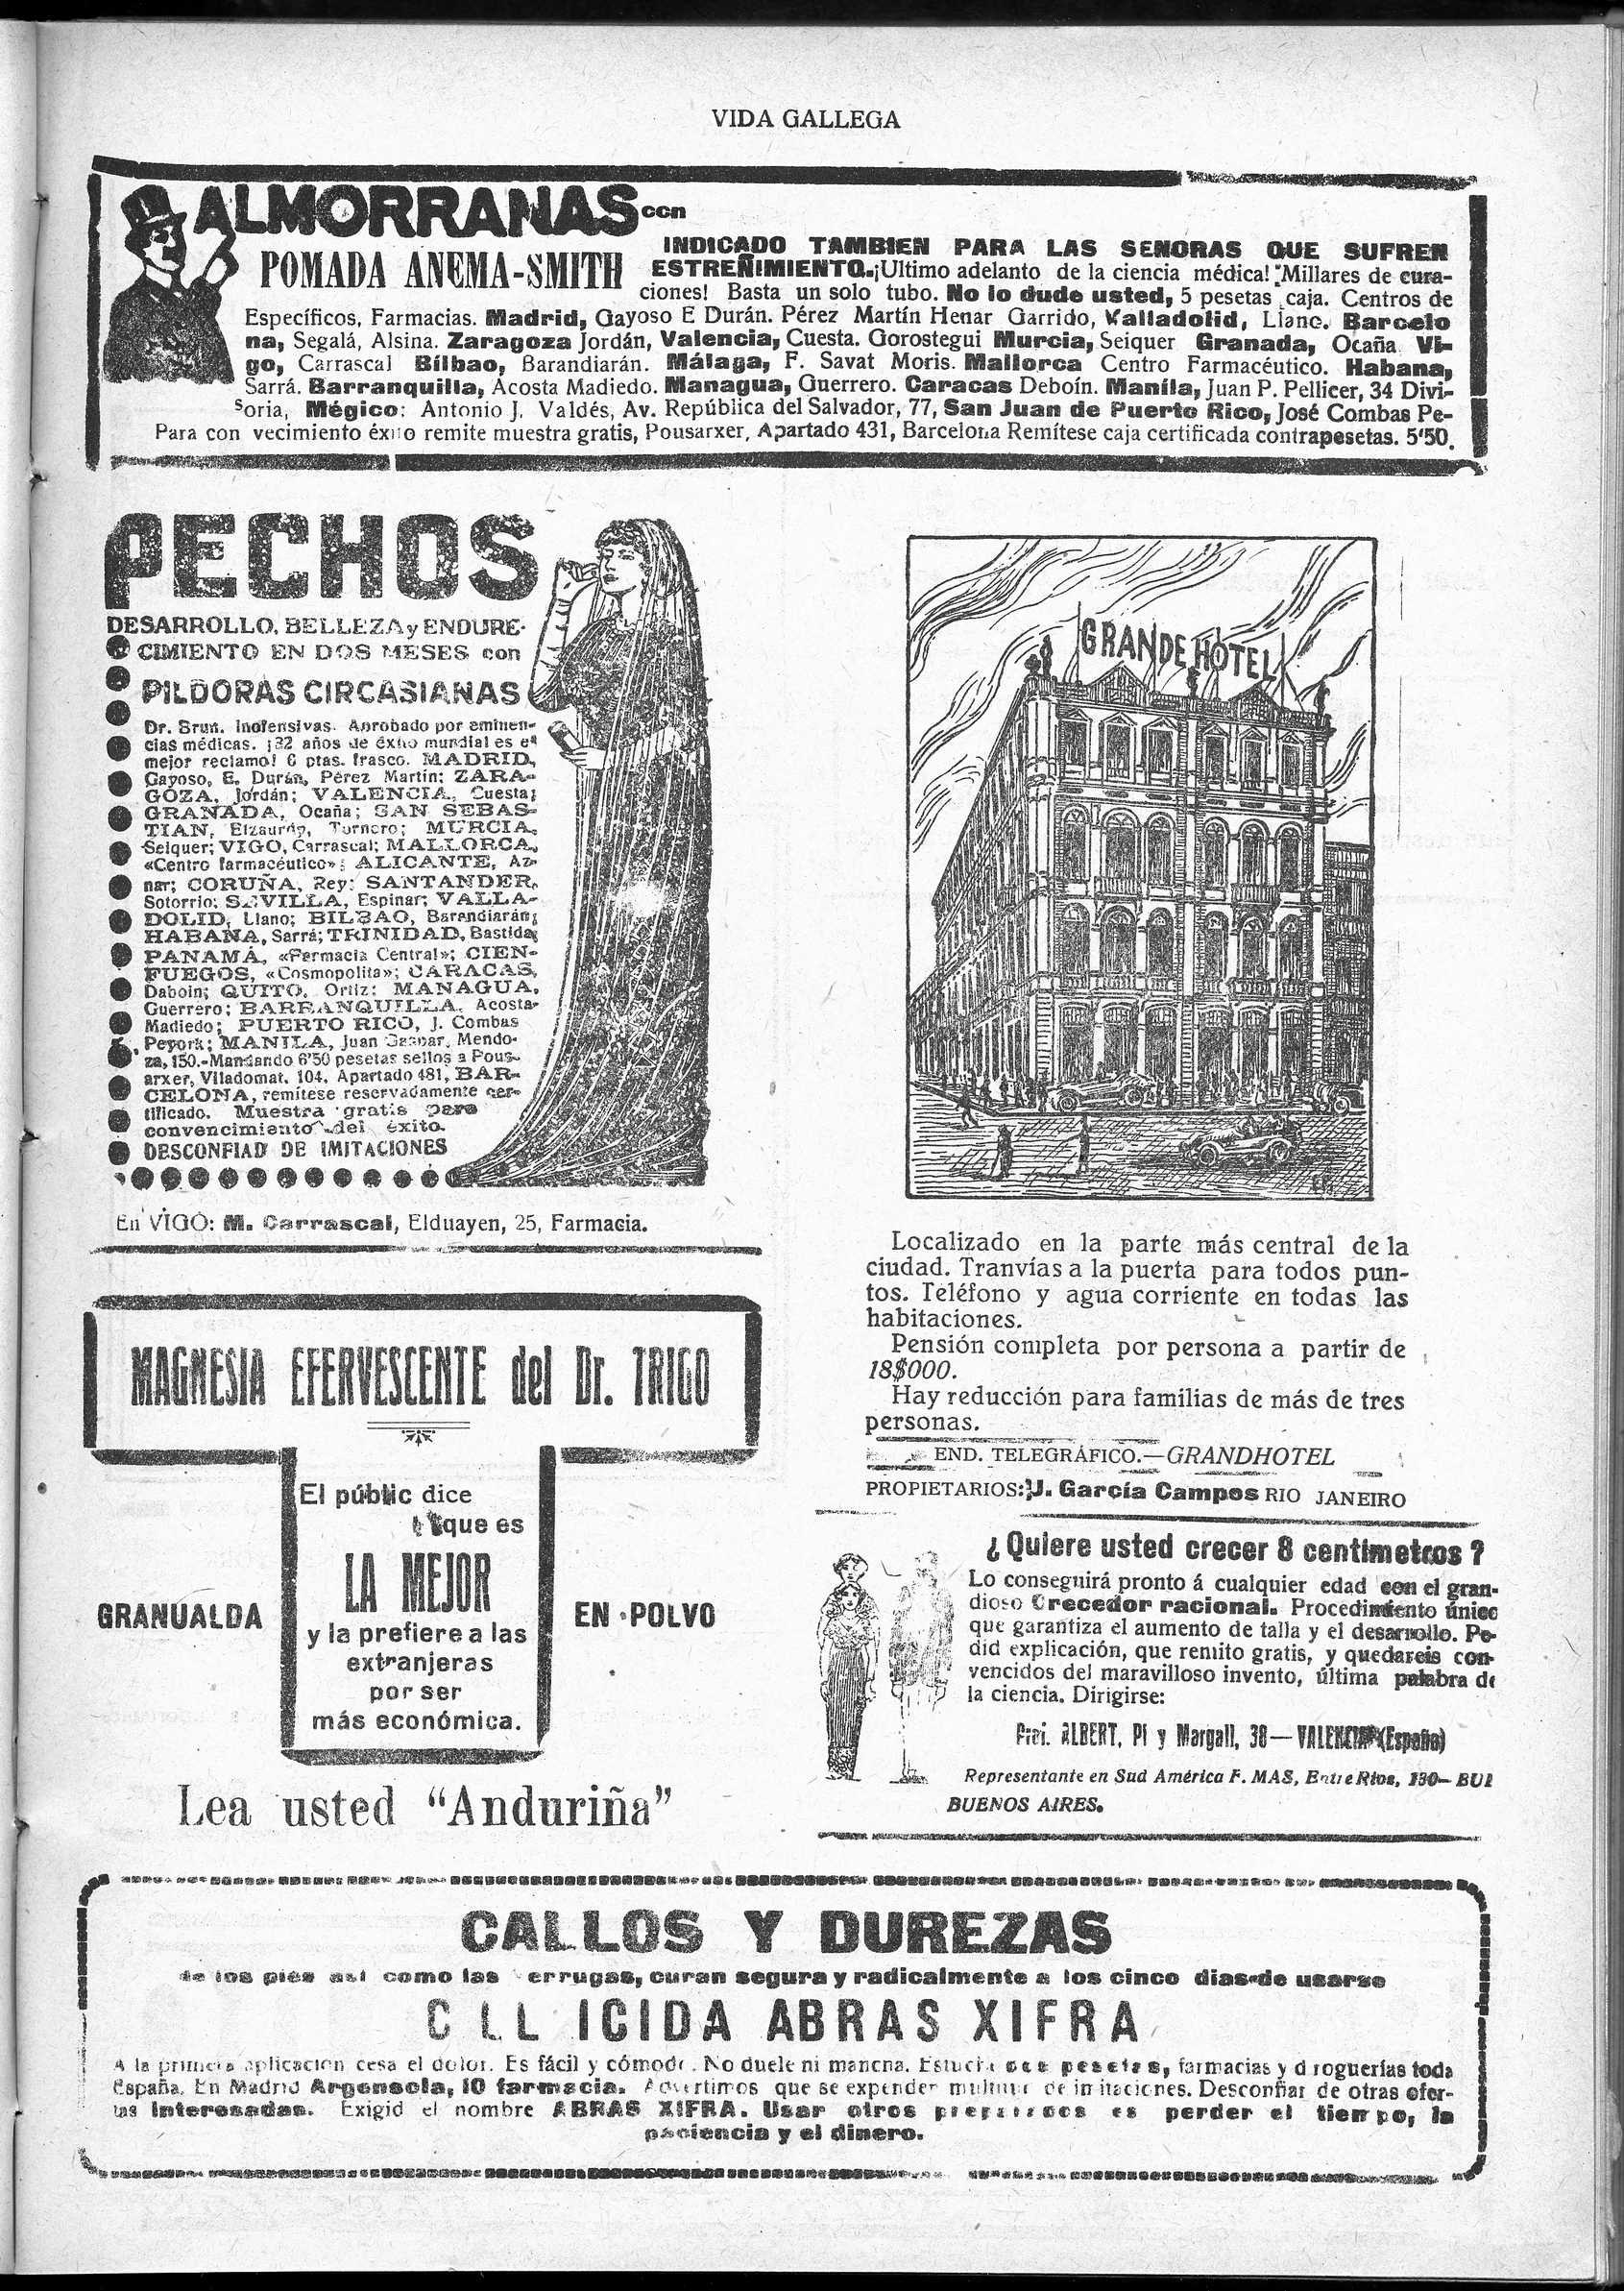 VIDA GALLEGA
ALMORRANAS con
POMADA ANEMA-SMITH
INDICADO TAMBIEN PARA LAS SEÑORAS QUE SUFREN
ESTREÑIMIENTO. ¡Ultimo adelanto de la ciencia médica! Millares de cura-
ciones! Basta un solo tubo. No lo dude usted, 5 pesetas caja. Centros de
Específicos, Farmacias. Madrid, Gayoso E Durán. Pérez Martín Henar Garrido, Valladolid, Llano. Barcelo
na, Segalá, Alsina. Zaragoza Jordán, Valencia, Cuesta. Gorostegui Murcia, Seiquer Granada, Ocaña Vi-
go, Carrascal Bilbao, Barandiarán. Málaga, F. Savat Moris. Mallorca Centro Farmacéutico. Habana,
Sarrá. Barranquilla, Acosta Madiedo. Managua, Guerrero. Caracas Deboín. Manila, Juan P. Pellicer, 34 Divi-
soria, Mégico: Antonio J. Valdés, Av. República del Salvador, 77, San Juan de Puerto Rico, José Combas Pe-
Para con vecimiento éxito remite muestra gratis, Pousarxer, Apartado 431, Barcelona Remítese caja certificada contrapesetas. 5'50.
PECHOS
DESARROLLO, BELLEZA y ENDURE-
CIMIENTO EN DOS MESES con
PILDORAS CIRCASIANAS
Dr. Brun. Inofensivas. Aprobado por eminen-
cias médicas. ¡32 años de éxito mundial es el
mejor reclamo! 6 ptas. frasco. MADRID,
Gayoso, E. Durán, Pérez Martín; ZARA-
GOZA, Jordán; VALENCIA, Cuesta;
GRANADA, Ocaña; SAN SEBAS-
TIAN, Elzaurdy, Tornero; MURCIA,
Seiquer; VIGO, Carrascal; MALLORCA,
«Centro farmacéutico»; ALICANTE, Az-
nar; CORUÑA, Rey; SANTANDER,
Sotorrio; SEVILLA, Espinar; VALLA-
DOLID, Llano; BILBAO, Barandiarán;
HABANA, Sarrá; TRINIDAD, Bastida;
PANAMÁ, «Farmacia Central»; CIEN-
FUEGOS, «Cosmopolita»; CARACAS,
Daboin; QUITO, Ortiz; MANAGUA,
Guerrero; BARRANQUILLA, Acosta-
Madiedo; PUERTO RICO, J. Combas
Peyork; MANILA, Juan Gaspar, Mendo-
za, 150.-Mandando 6'50 pesetas sellos a Pous-
arxer, Viladomat, 104, Apartado 481, BAR-
CELONA, remítese reservadamente cer-
tificado. Muestra gratis para
convencimiento del éxito.
DESCONFIAD DE IMITACIONES
En VIGO: M. Carrascal, Elduayen, 25, Farmacia.
MAGNESIA EFERVESCENTE del Dr. TRIGO
El públic dice
que es
LA MEJOR
y la prefiere a las
extranjeras
por ser
más económica.
GRANUALDA
EN POLVO
Lea usted “Anduriña”
GRANDE HOTEL
Localizado en la parte más central de la
ciudad. Tranvías a la puerta para todos pun-
tos. Teléfono y agua corriente en todas las
habitaciones.
Pensión completa por persona a partir de
18$000.
Hay reducción para familias de más de tres
personas.
END. TELEGRÁFICO.—GRANDHOTEL
PROPIETARIOS: J. García Campos RIO JANEIRO
¿Quiere usted crecer 8 centímetros?
Lo conseguirá pronto á cualquier edad con el gran-
dioso Crecedor racional. Procedimiento único
que garantiza el aumento de talla y el desarrollo. Pe-
did explicación, que remito gratis, y quedareis con-
vencidos del maravilloso invento, última palabra de
la ciencia. Dirigirse:
ALBERT, Pi y Margall, 38—VALENCIA (España)
Representante en Sud América F. MAS, Entre Rios, 130— BUE
BUENOS AIRES.
CALLOS Y DUREZAS
de los piés así como las errugas, curan segura y radicalmente a los cinco dias de usarse
C LL ICIDA ABRAS XIFRA
A la primera aplicación cesa el dolor. Es fácil y cómodo. No duele ni mancha. Estuche pesetas, farmacias y droguerías toda
España. En Madrid Argensola, 10 farmacia. Advertimos que se expenden de imitaciones. Desconfiar de otras ofer-
tas interesadas. Exigid el nombre ABRAS XIFRA. Usar otros preparados es perder el tiempo, la
paciencia y el dinero.